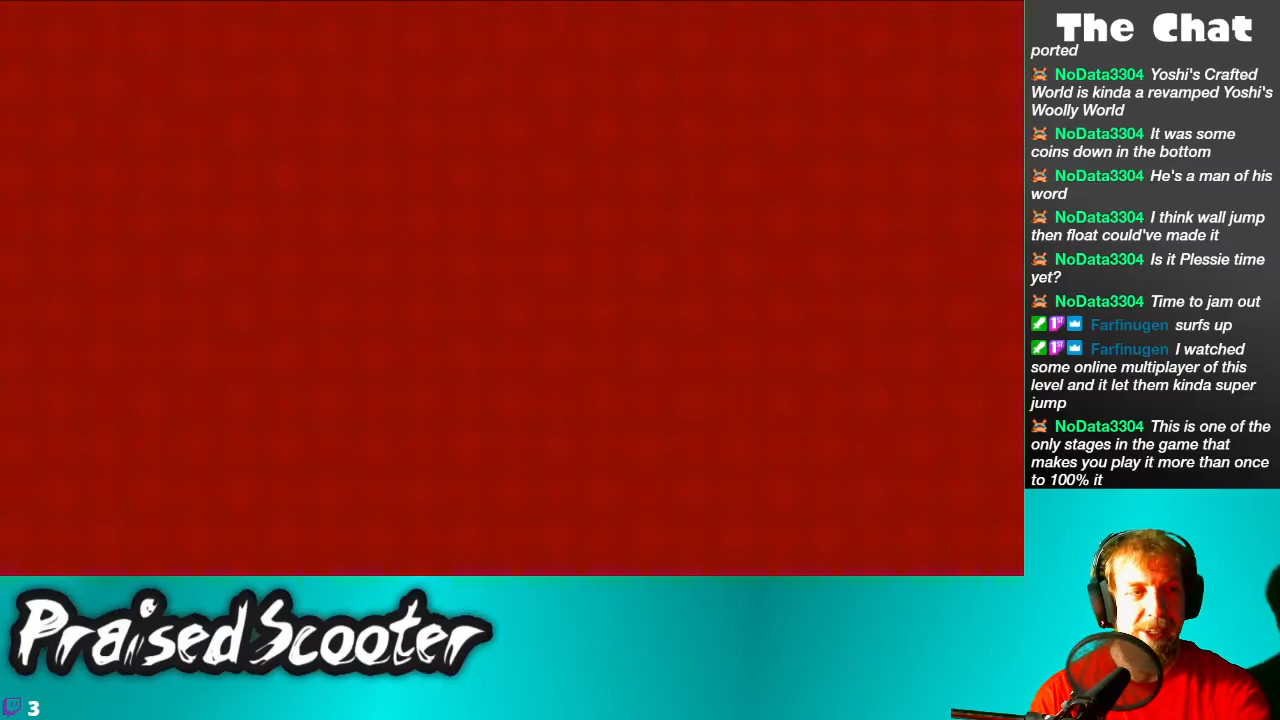 The Chat
ported
NoData3304 Yoshi's Crafted
World is kinda a revamped Yoshi's
Woolly World
NoData3304 It was some
coins down in the bottom
NoData3304 He's a man of his
word
NoData3304 I think wall jump
then float could've made it
NoData3304 Is it Plessie time
yet?
NoData3304 Time to jam out
1ST Farfinugen surfs up
1ST Farfinugen I watched
some online multiplayer of this
level and it let them kinda super
jump
NoData3304 This is one of the
only stages in the game that
makes you play it more than once
to 100% it
PraisedScooter
3